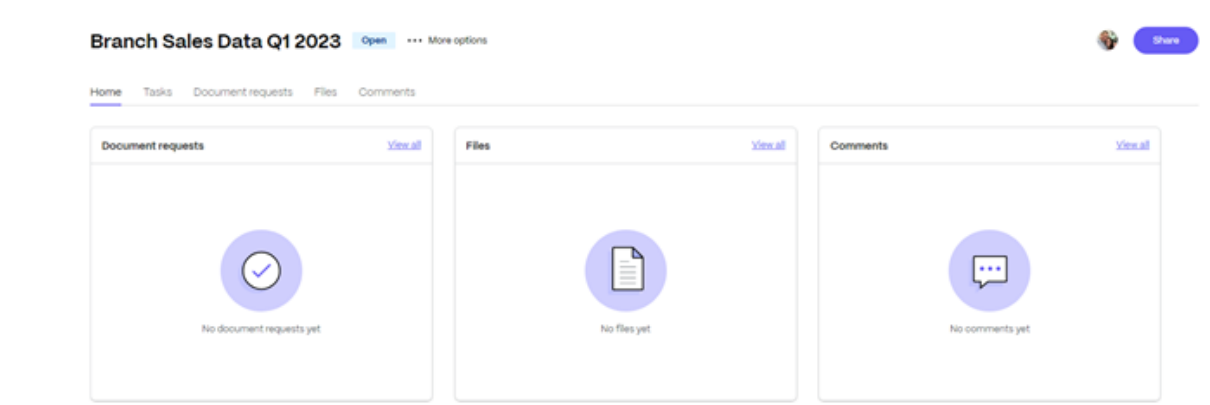 Branch Sales Data Q1 2023 Open ••• More options Share
Home Tasks Document requests Files Comments
Document requests View all
Files View all
Comments View all
No document requests yet
No files yet
No comments yet